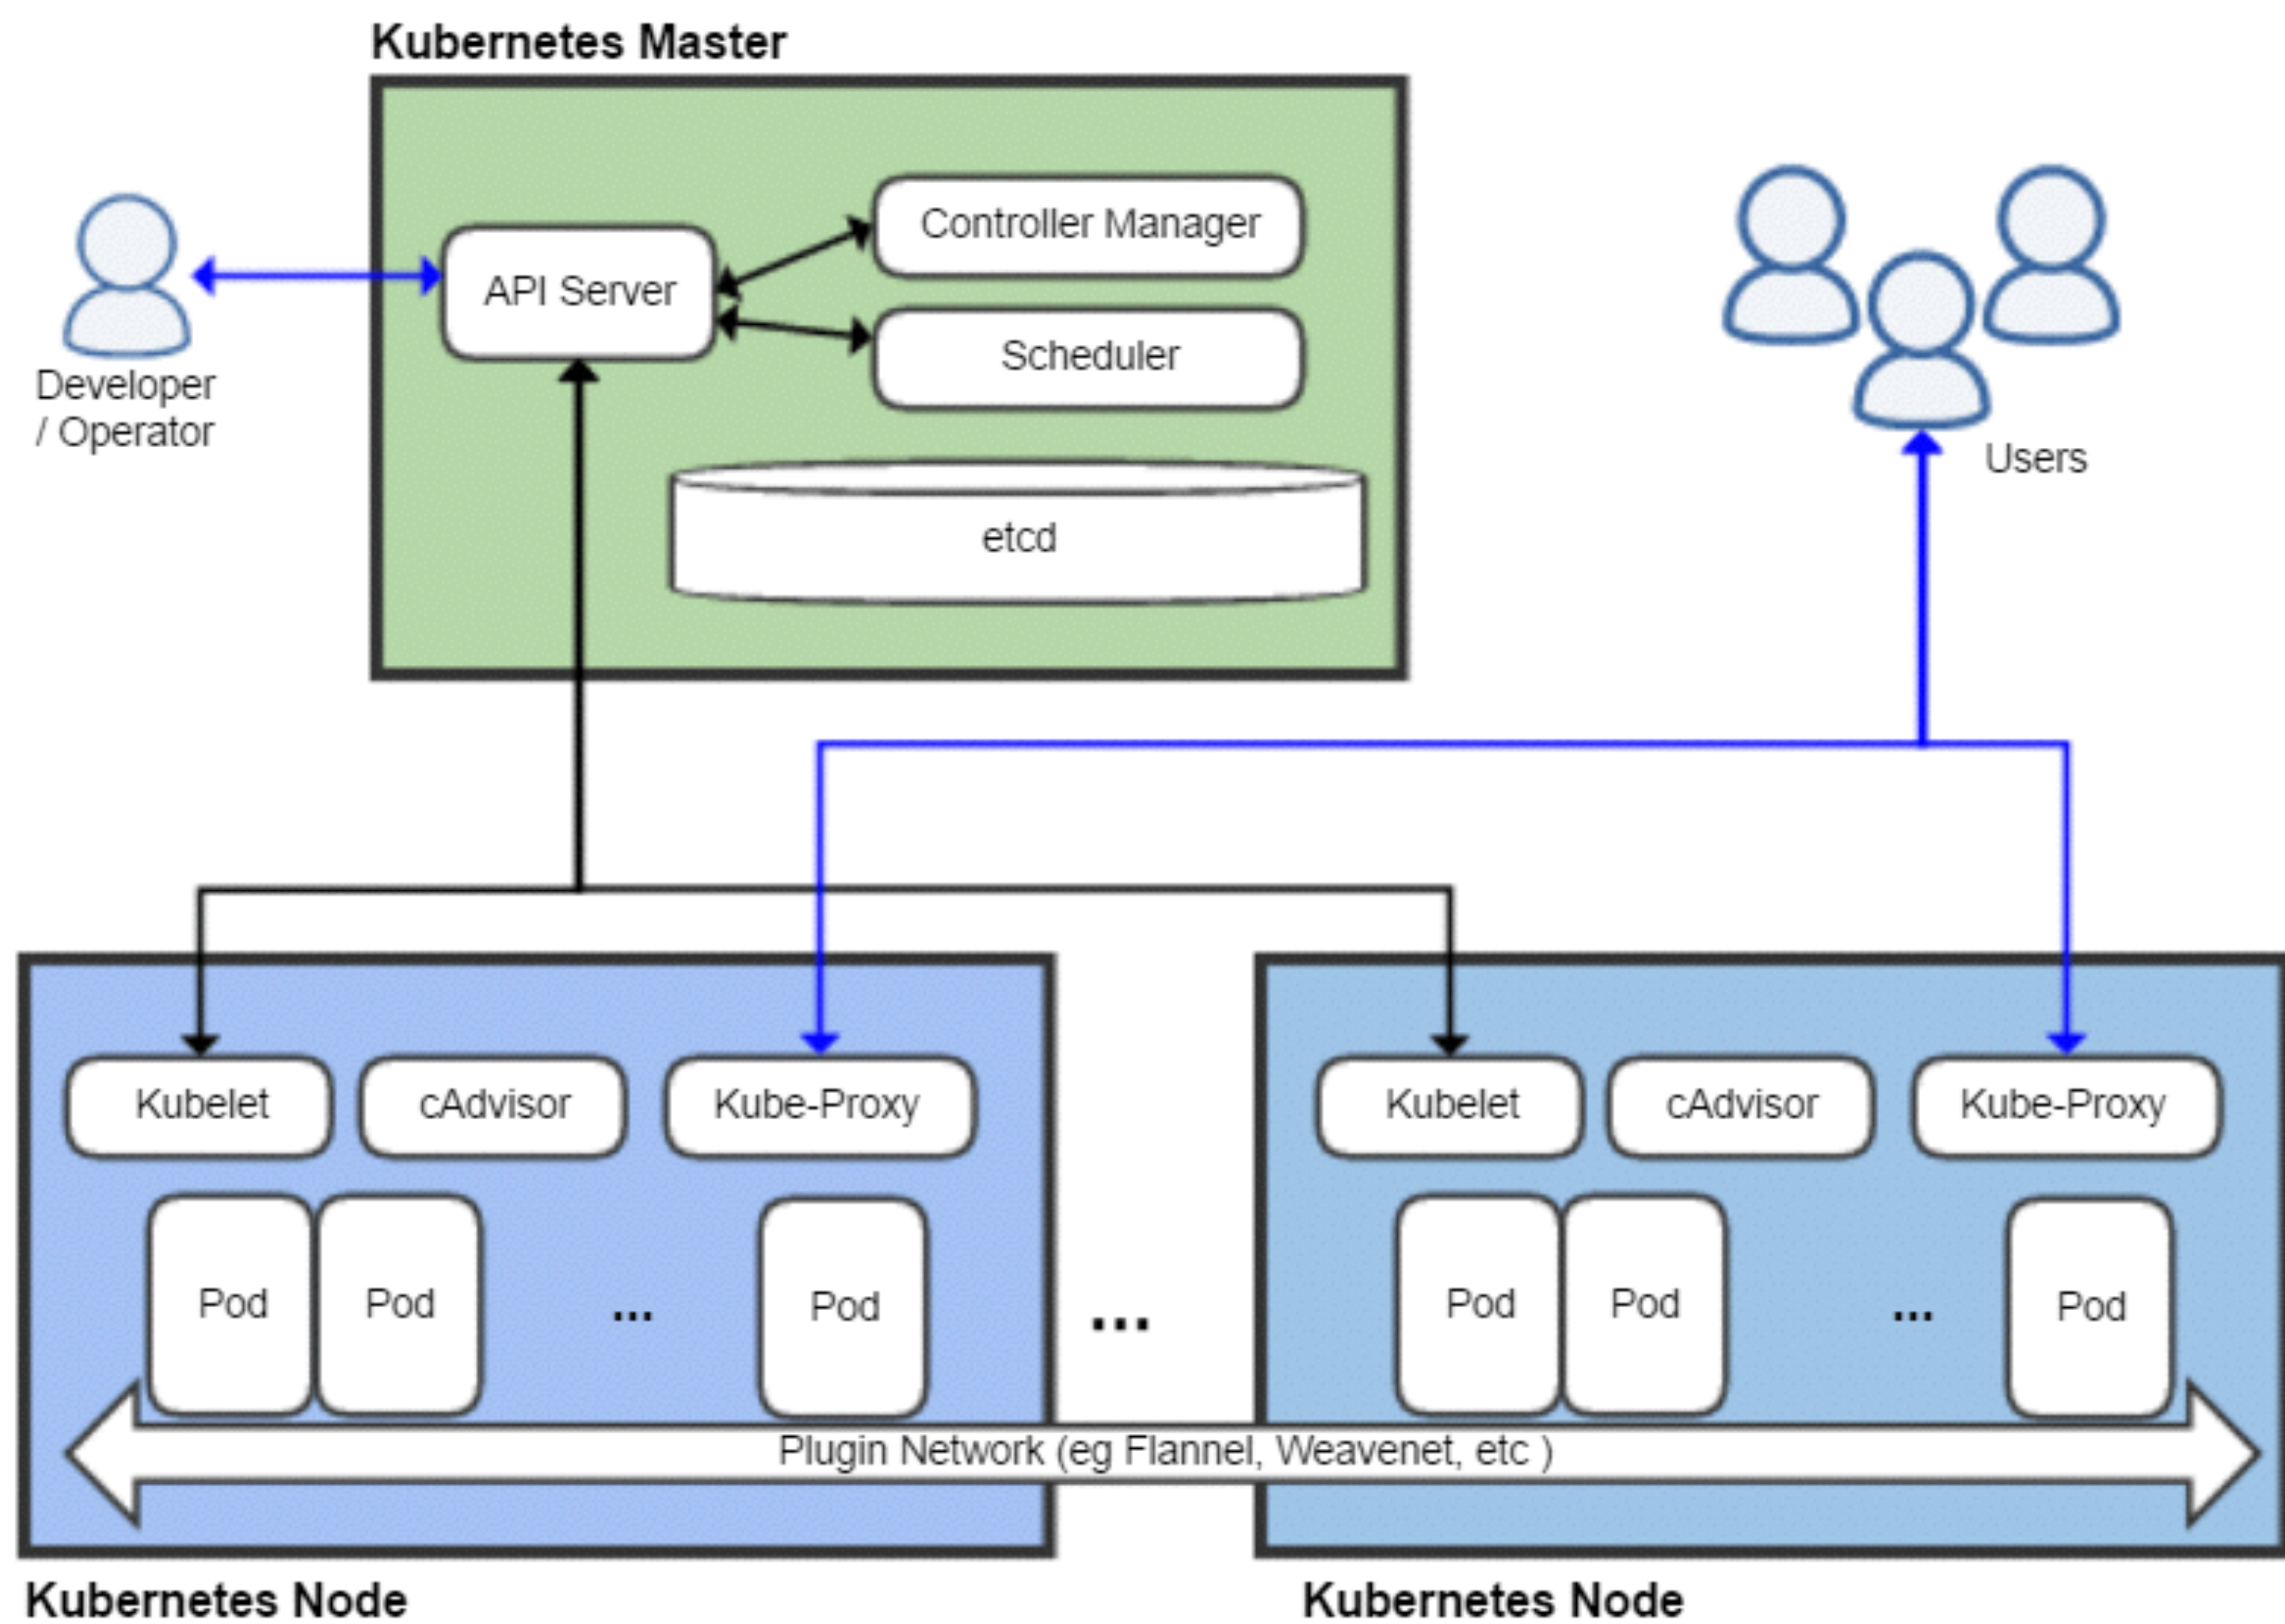 Kubernetes Master
API Server
Controller Manager
Scheduler
etcd
Developer
/ Operator
Users
Kubelet
cAdvisor
Kube-Proxy
Pod
Pod
...
Pod
...
Kubelet
cAdvisor
Kube-Proxy
Pod
Pod
...
Pod
Plugin Network (eg Flannel, Weavenet, etc )
Kubernetes Node
Kubernetes Node